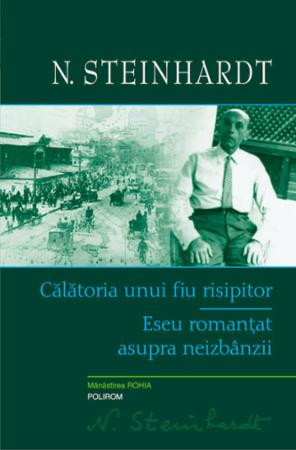 N. STEINHARDT
Călătoria unui fiu risipitor
Eseu romanțat
asupra neizbânzii
Mănăstirea ROHIA
POLIROM
N. Steinhardt